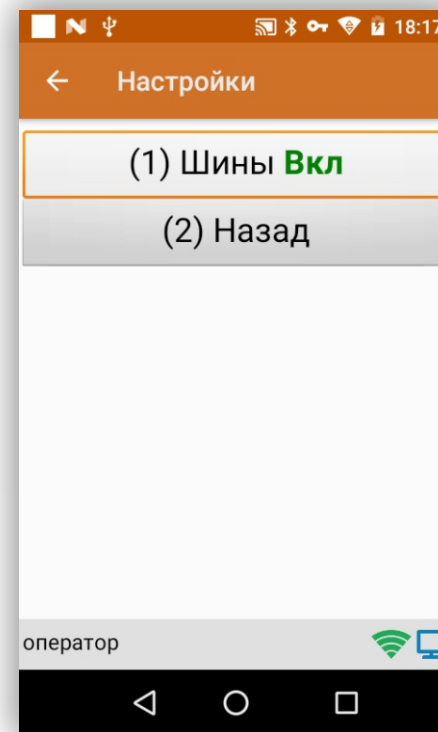 18:17
Настройки
(1) Шины Вкл
(2) Назад
оператор